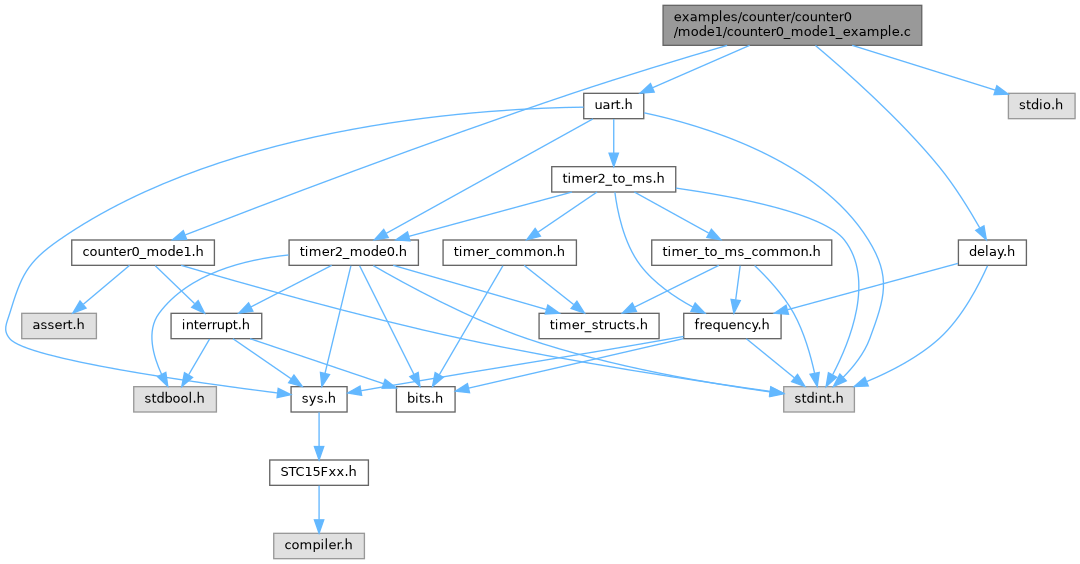 examples/counter/counter0
/mode1/counter0_mode1_example.c
uart.h
stdio.h
timer2_to_ms.h
counter0_mode1.h
timer2_mode0.h
timer_common.h
timer_to_ms_common.h
delay.h
assert.h
interrupt.h
timer_structs.h
frequency.h
stdbool.h
sys.h
bits.h
stdint.h
STC15Fxx.h
compiler.h